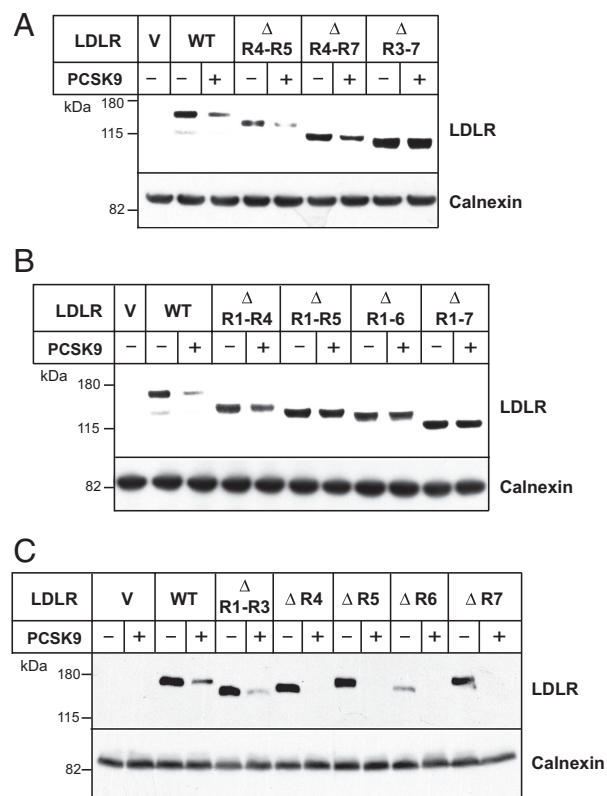 A
LDLR V WT Δ R4-R5 Δ R4-R7 Δ R3-7
PCSK9 – – + – + – + – +
kDa
180
115
LDLR
82
Calnexin
B
LDLR V WT Δ R1-R4 Δ R1-R5 Δ R1-6 Δ R1-7
PCSK9 – – + – + – + – + – +
kDa
180
115
LDLR
82
Calnexin
C
LDLR V WT Δ R1-R3 Δ R4 Δ R5 Δ R6 Δ R7
PCSK9 – + – + – + – + – + – + – +
kDa
180
115
LDLR
82
Calnexin